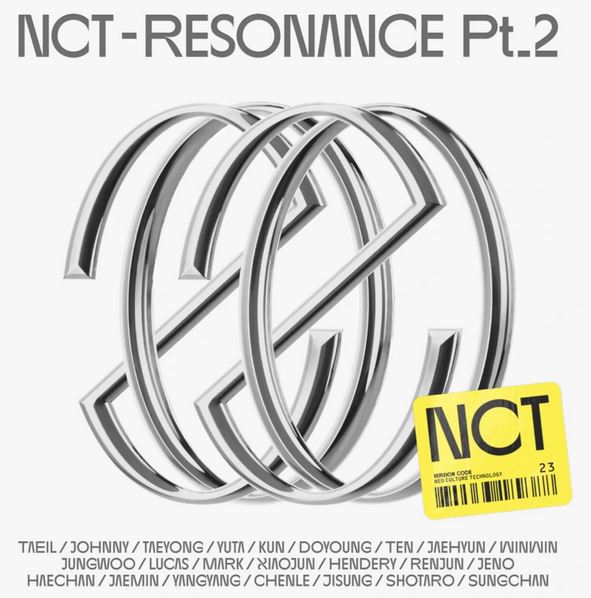 NCT - RESONANCE Pt.2
NCT
VERSION CODE
23
NEO CULTURE TECHNOLOGY
TAEIL / JOHNNY / TAEYONG / YUTA / KUN / DOYOUNG / TEN / JAEHYUN / WINWIN
JUNGWOO / LUCAS / MARK / XIAOJUN / HENDERY / RENJUN / JENO
HAECHAN / JAEMIN / YANGYANG / CHENLE / JISUNG / SHOTARO / SUNGCHAN